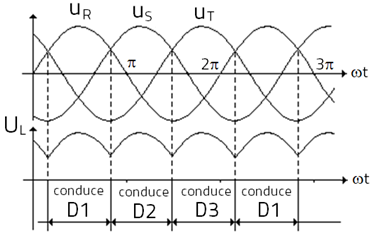 uR uS uT
π 2π 3π ωt
UL
ωt
conduce conduce conduce conduce
D1 D2 D3 D1